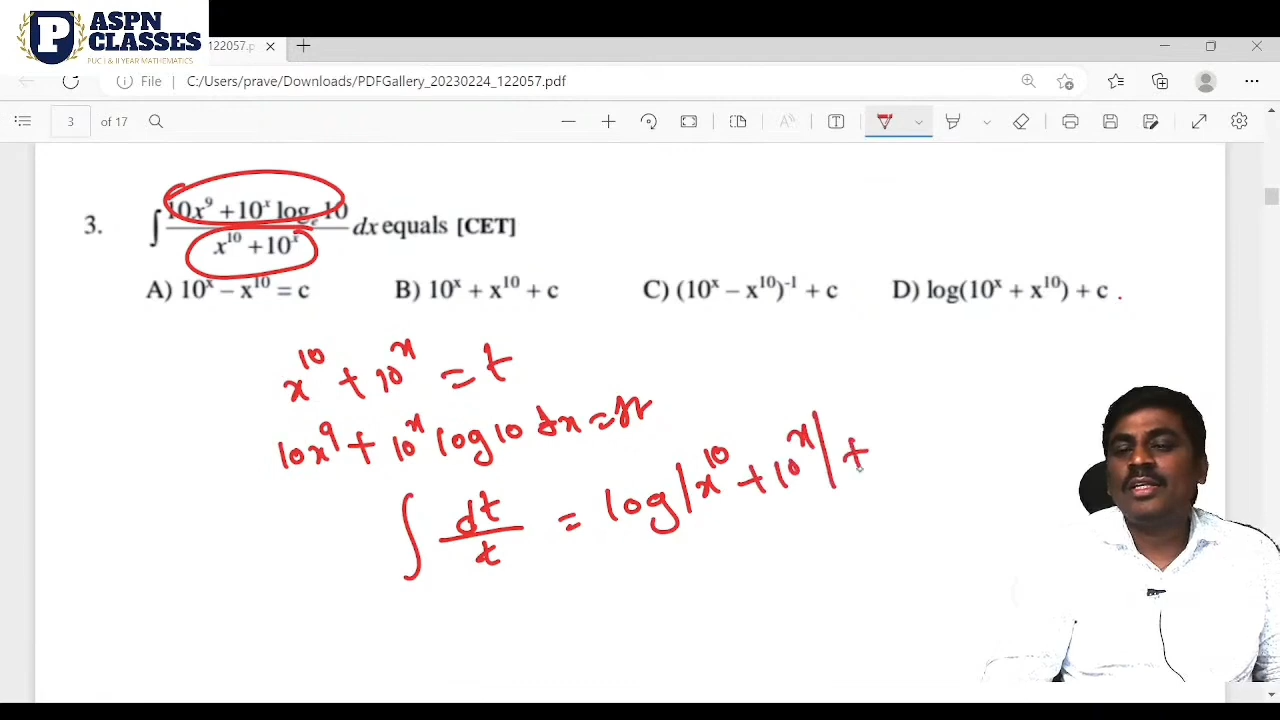 ASPN
CLASSES
PUC I & II YEAR MATHEMATICS
122057.p
File C:/Users/prave/Downloads/PDFGallery_20230224_122057.pdf
3 of 17
3. ∫ (10x⁹ + 10ˣ logₑ 10)/(x¹⁰ + 10ˣ) dx equals [CET]
A) 10ˣ – x¹⁰ = c B) 10ˣ + x¹⁰ + c C) (10ˣ – x¹⁰)⁻¹ + c D) log(10ˣ + x¹⁰) + c .
x¹⁰ + 10ˣ = t
10x⁹ + 10ˣ log 10 dx = dt
∫ dt/t = log|x¹⁰ + 10ˣ| +